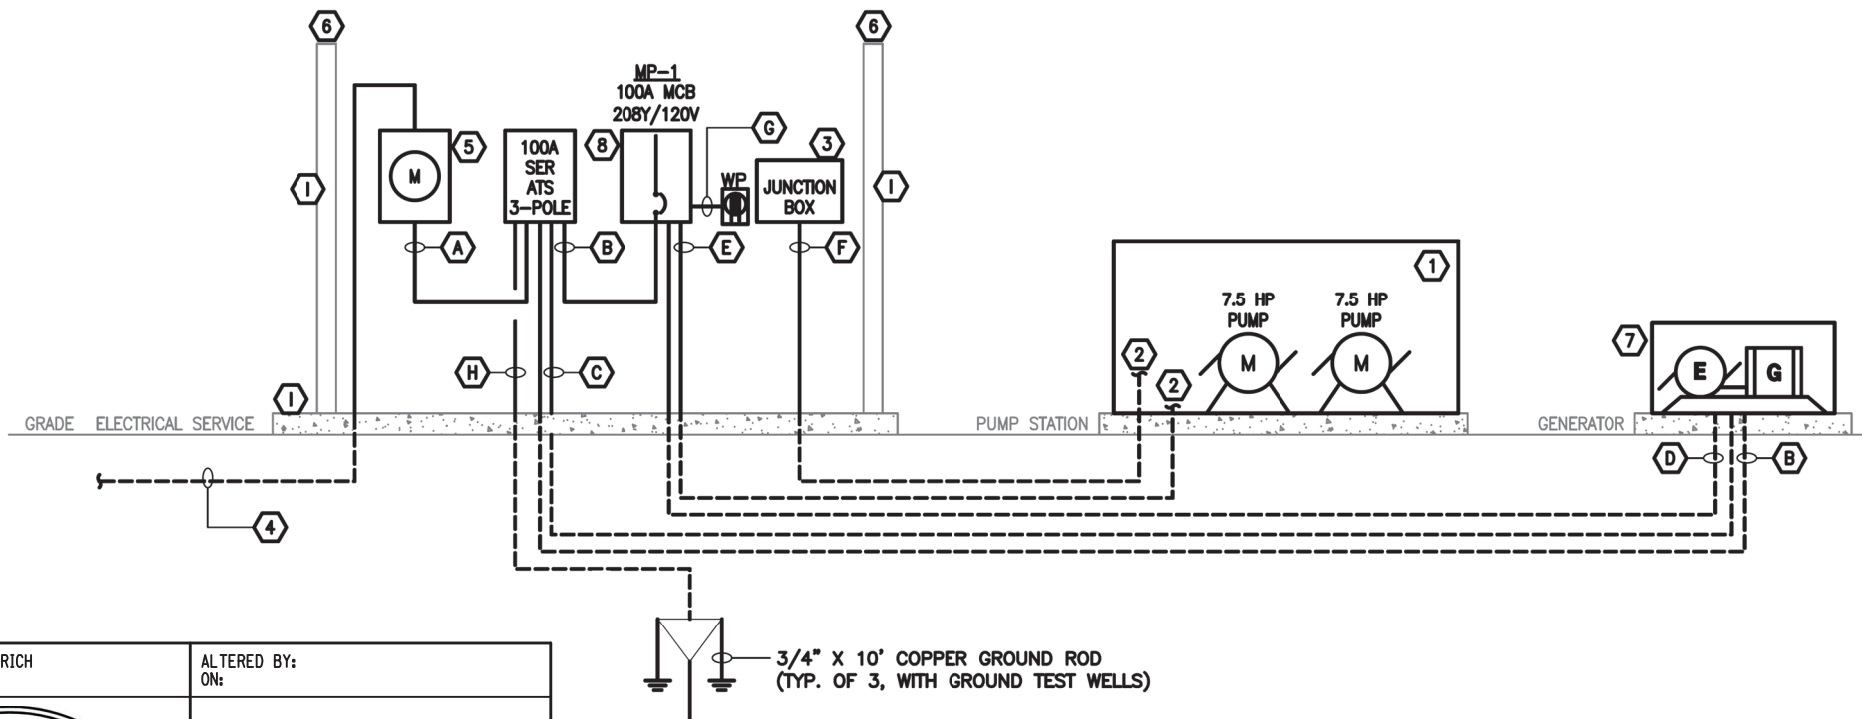 6
6
MP-1
100A MCB
208Y/120V
G
5
8
3
100A
SER
ATS
3-POLE
M
WP
JUNCTION
BOX
I
I
A
B
E
F
1
7.5 HP
PUMP
7.5 HP
PUMP
M
M
7
E
G
2
2
H
C
I
GRADE
ELECTRICAL SERVICE
PUMP STATION
GENERATOR
D
B
4
3/4" X 10' COPPER GROUND ROD
(TYP. OF 3, WITH GROUND TEST WELLS)
RICH
ALTERED BY:
ON: